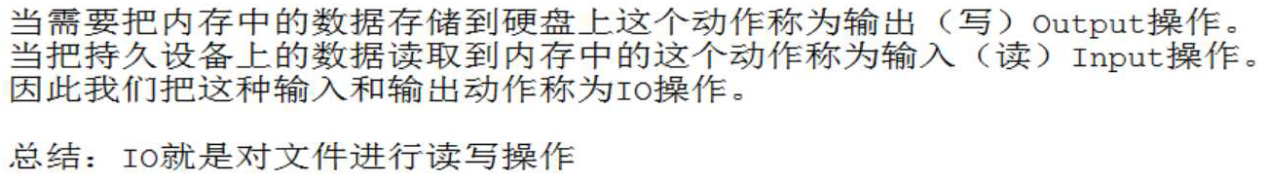 当需要把内存中的数据存储到硬盘上这个动作称为输出（写）Output操作。
当把持久设备上的数据读取到内存中的这个动作称为输入（读）Input操作。
因此我们把这种输入和输出动作称为IO操作。
总结：IO就是对文件进行读写操作